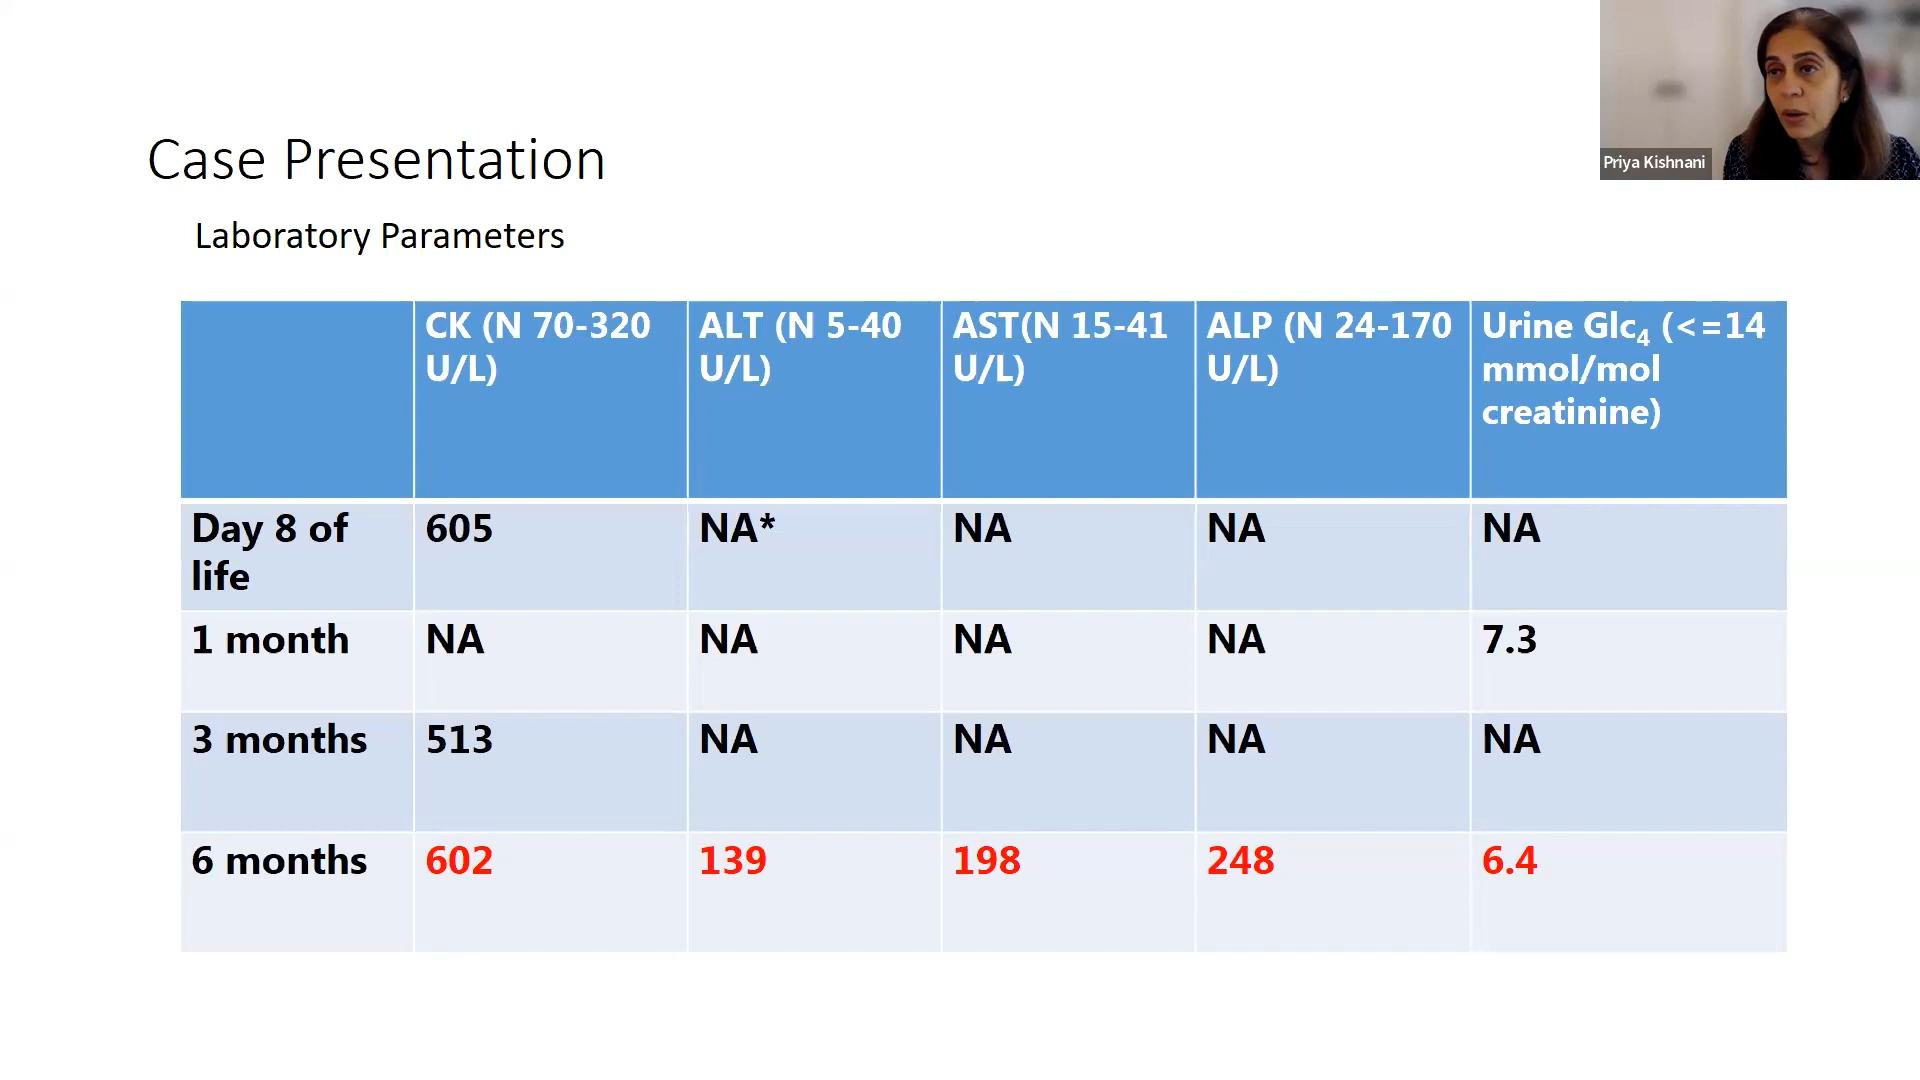 Priya Kishnani
Case Presentation
Laboratory Parameters
CK (N 70-320
U/L)
ALT (N 5-40
U/L)
AST(N 15-41
U/L)
ALP (N 24-170
U/L)
Urine Glc₄ (<=14
mmol/mol
creatinine)
Day 8 of
life
605
NA*
NA
NA
NA
1 month
NA
NA
NA
NA
7.3
3 months
513
NA
NA
NA
NA
6 months
602
139
198
248
6.4